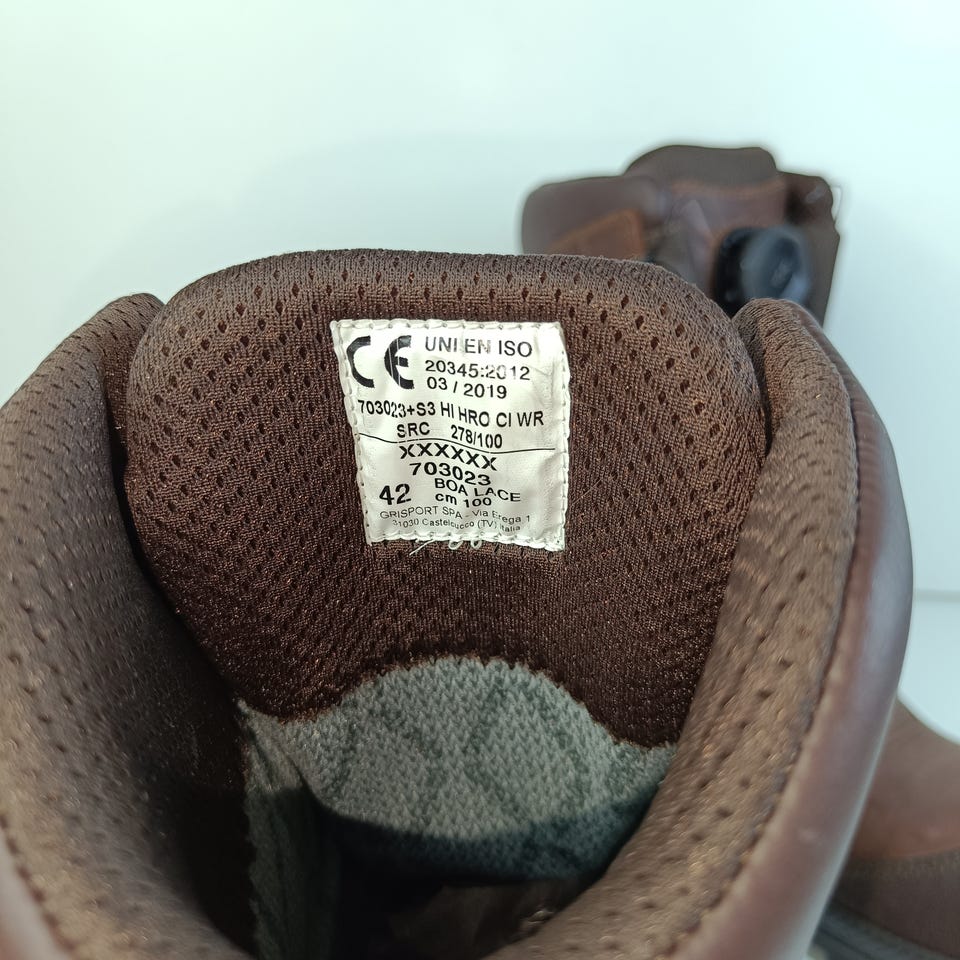 CE UNI EN ISO
20345:2012
03 / 2019
703023+S3 HI HRO CI WR
SRC 278/100
XXXXXX
703023
42 BOA LACE
cm 100
GRISPORT SPA - Via Erega 1
31030 Castelcucco (TV) Italia